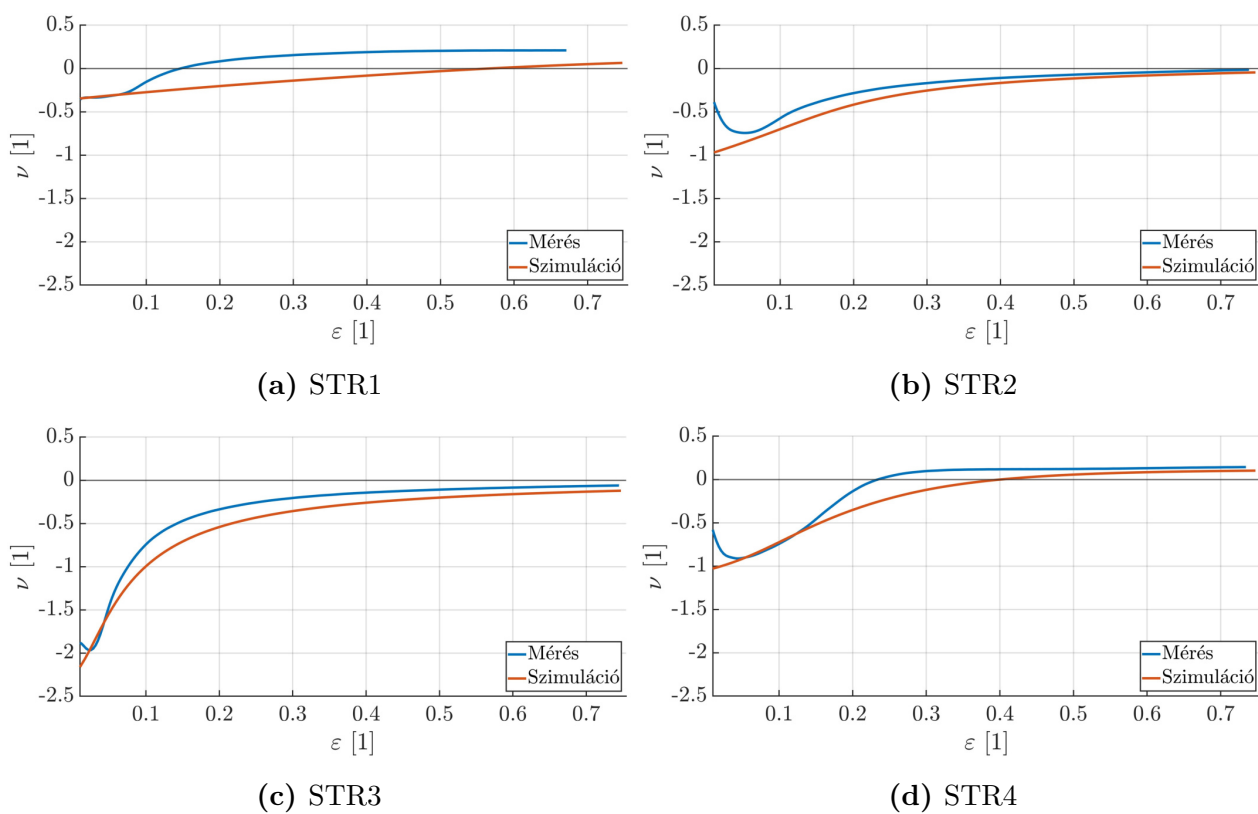 0.5
0
-0.5
-1
-1.5
-2
-2.5
ν [1]
0.1 0.2 0.3 0.4 0.5 0.6 0.7
ε [1]
Mérés
Szimuláció
(a) STR1
0.5
0
-0.5
-1
-1.5
-2
-2.5
ν [1]
0.1 0.2 0.3 0.4 0.5 0.6 0.7
ε [1]
Mérés
Szimuláció
(b) STR2
0.5
0
-0.5
-1
-1.5
-2
-2.5
ν [1]
0.1 0.2 0.3 0.4 0.5 0.6 0.7
ε [1]
Mérés
Szimuláció
(c) STR3
0.5
0
-0.5
-1
-1.5
-2
-2.5
ν [1]
0.1 0.2 0.3 0.4 0.5 0.6 0.7
ε [1]
Mérés
Szimuláció
(d) STR4